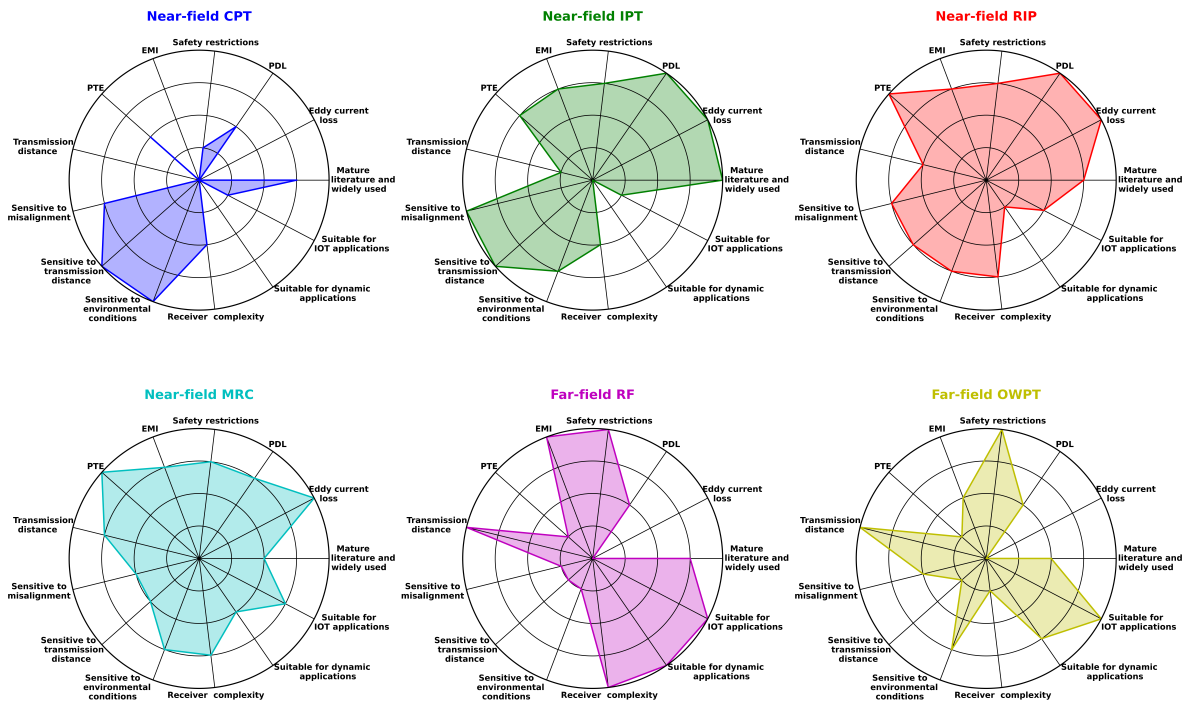 Near-field CPT
Safety restrictions
EMI
PDL
PTE
Eddy current
loss
Transmission
distance
Mature
literature and
widely used
Sensitive to
misalignment
Suitable for
IOT applications
Sensitive to
transmission
distance
Suitable for dynamic
applications
Sensitive to
environmental
conditions
Receiver  complexity
Near-field IPT
Safety restrictions
EMI
PDL
PTE
Eddy current
loss
Transmission
distance
Mature
literature and
widely used
Sensitive to
misalignment
Suitable for
IOT applications
Sensitive to
transmission
distance
Suitable for dynamic
applications
Sensitive to
environmental
conditions
Receiver  complexity
Near-field RIP
Safety restrictions
EMI
PDL
PTE
Eddy current
loss
Transmission
distance
Mature
literature and
widely used
Sensitive to
misalignment
Suitable for
IOT applications
Sensitive to
transmission
distance
Suitable for dynamic
applications
Sensitive to
environmental
conditions
Receiver  complexity
Near-field MRC
Safety restrictions
EMI
PDL
PTE
Eddy current
loss
Transmission
distance
Mature
literature and
widely used
Sensitive to
misalignment
Suitable for
IOT applications
Sensitive to
transmission
distance
Suitable for dynamic
applications
Sensitive to
environmental
conditions
Receiver  complexity
Far-field RF
Safety restrictions
EMI
PDL
PTE
Eddy current
loss
Transmission
distance
Mature
literature and
widely used
Sensitive to
misalignment
Suitable for
IOT applications
Sensitive to
transmission
distance
Suitable for dynamic
applications
Sensitive to
environmental
conditions
Receiver  complexity
Far-field OWPT
Safety restrictions
EMI
PDL
PTE
Eddy current
loss
Transmission
distance
Mature
literature and
widely used
Sensitive to
misalignment
Suitable for
IOT applications
Sensitive to
transmission
distance
Suitable for dynamic
applications
Sensitive to
environmental
conditions
Receiver  complexity